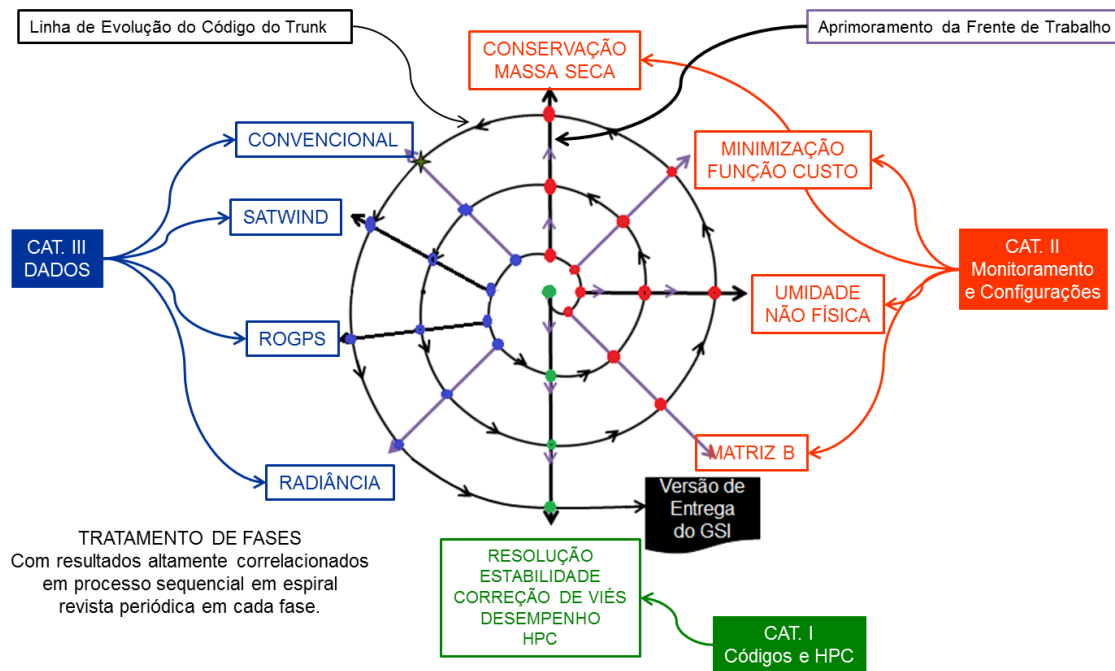 Linha de Evolução do Código do Trunk
CONSERVAÇÃO
MASSA SECA
Aprimoramento da Frente de Trabalho
CONVENCIONAL
MINIMIZAÇÃO
FUNÇÃO CUSTO
SATWIND
CAT. III
DADOS
CAT. II
Monitoramento
e Configurações
UMIDADE
NÃO FÍSICA
ROGPS
MATRIZ B
RADIÂNCIA
Versão de
Entrega
do GSI
TRATAMENTO DE FASES
Com resultados altamente correlacionados
em processo sequencial em espiral
revista periódica em cada fase.
RESOLUÇÃO
ESTABILIDADE
CORREÇÃO DE VIÉS
DESEMPENHO
HPC
CAT. I
Códigos e HPC